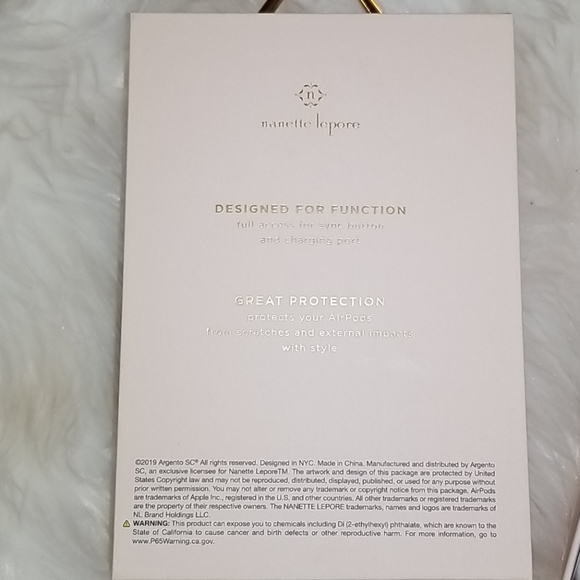 n
nanette lepore
DESIGNED FOR FUNCTION
full access for sync button
and charging port
GREAT PROTECTION
protects your AirPods
from scratches and external impacts
with style
©2019 Argento SC® All rights reserved. Designed in NYC. Made in China. Manufactured and distributed by Argento
SC, an exclusive licensee for Nanette Lepore™. The artwork and design of this package are protected by United
States Copyright law and may not be reproduced, distributed, displayed, published, or used for any purpose without
prior written permission. You may not alter or remove any trademark or copyright notice from this package. AirPods
are trademarks of Apple Inc., registered in the U.S. and other countries. All other trademarks or registered trademarks
are the property of their respective owners. The NANETTE LEPORE trademarks, names and logos are trademarks of
NL Brand Holdings LLC.
⚠ WARNING: This product can expose you to chemicals including Di (2-ethylhexyl) phthalate, which are known to the
State of California to cause cancer and birth defects or other reproductive harm. For more information, go to
www.P65Warning.ca.gov.